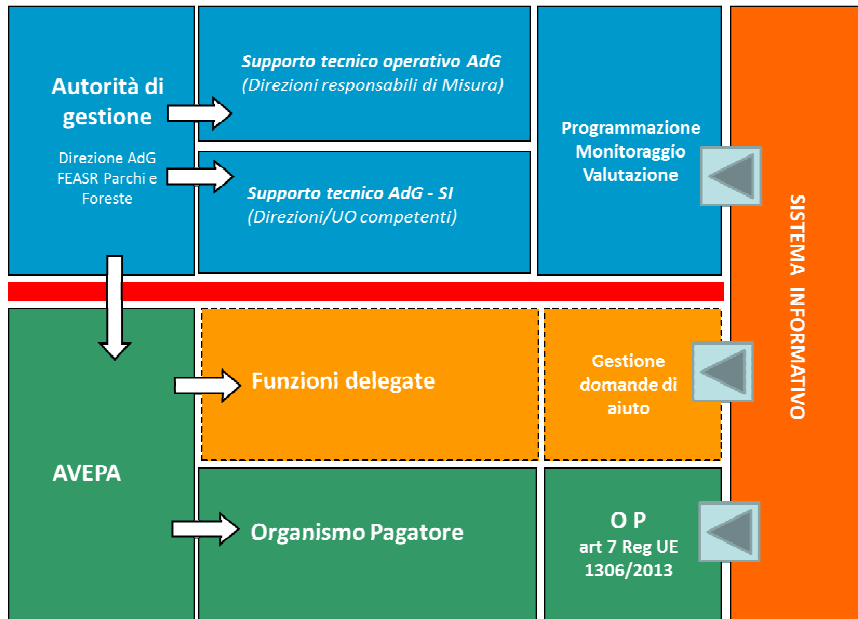 Autorità di
gestione
Direzione AdG
FEASR Parchi e
Foreste
Supporto tecnico operativo AdG
(Direzioni responsabili di Misura)
Supporto tecnico AdG - SI
(Direzioni/UO competenti)
Programmazione
Monitoraggio
Valutazione
SISTEMA INFORMATIVO
AVEPA
Funzioni delegate
Gestione
domande di
aiuto
Organismo Pagatore
O P
art 7 Reg UE
1306/2013